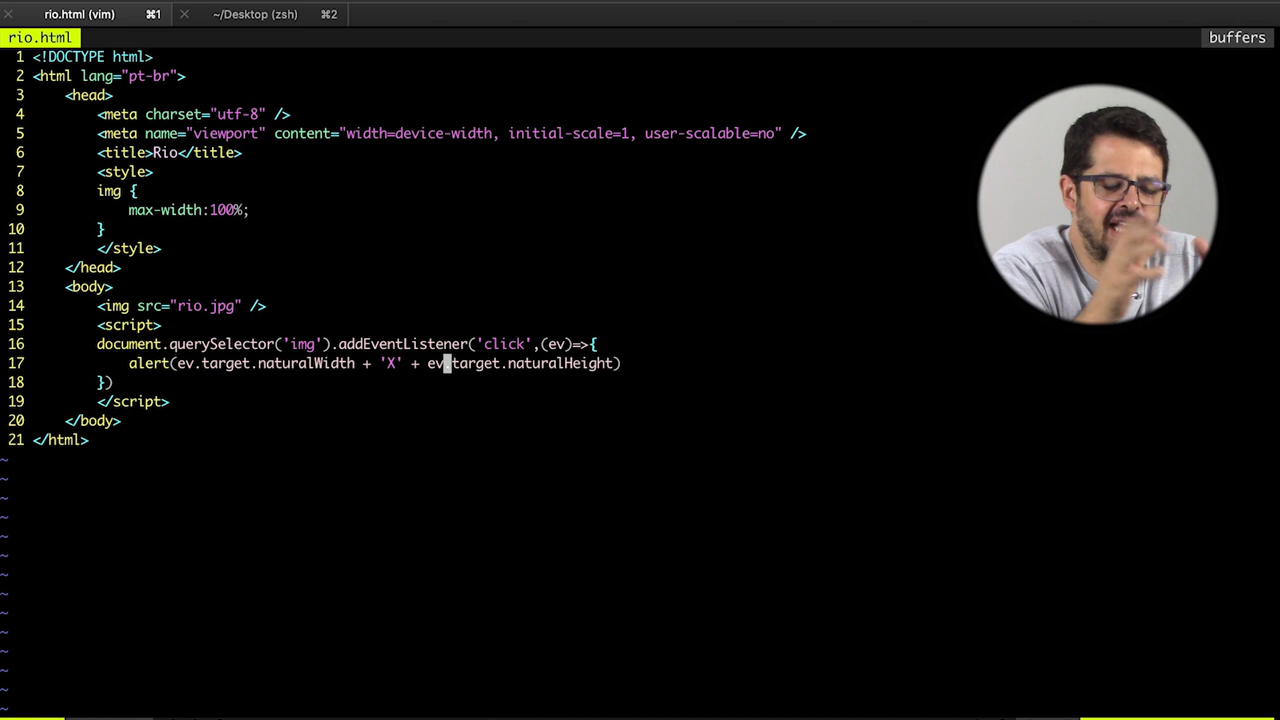 rio.html (vim) ⌘1 ~/Desktop (zsh) ⌘2
rio.html buffers
1 <!DOCTYPE html>
2 <html lang="pt-br">
3     <head>
4         <meta charset="utf-8" />
5         <meta name="viewport" content="width=device-width, initial-scale=1, user-scalable=no" />
6         <title>Rio</title>
7         <style>
8         img {
9             max-width:100%;
10         }
11         </style>
12     </head>
13     <body>
14         <img src="rio.jpg" />
15         <script>
16         document.querySelector('img').addEventListener('click',(ev)=>{
17             alert(ev.target.naturalWidth + 'X' + ev.target.naturalHeight)
18         })
19         </script>
20     </body>
21 </html>
~
~
~
~
~
~
~
~
~
~
~
~
~
~